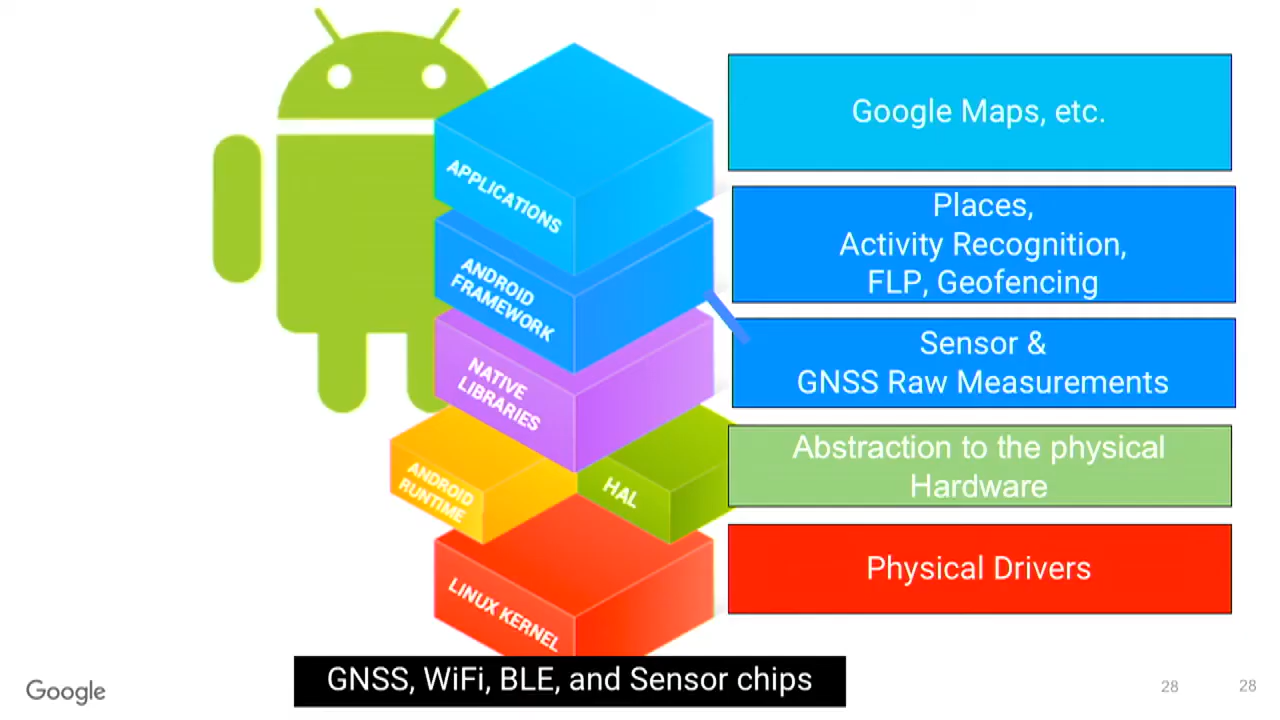 APPLICATIONS
ANDROID
FRAMEWORK
NATIVE
LIBRARIES
ANDROID
RUNTIME
HAL
LINUX KERNEL
Google Maps, etc.
Places,
Activity Recognition,
FLP, Geofencing
Sensor &
GNSS Raw Measurements
Abstraction to the physical
Hardware
Physical Drivers
GNSS, WiFi, BLE, and Sensor chips
Google
28
28